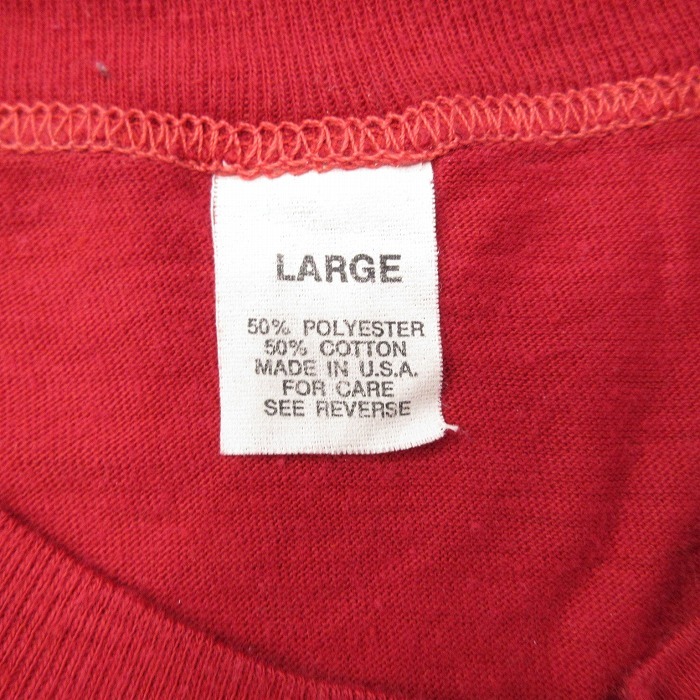 LARGE
50% POLYESTER
50% COTTON
MADE IN U.S.A.
FOR CARE
SEE REVERSE